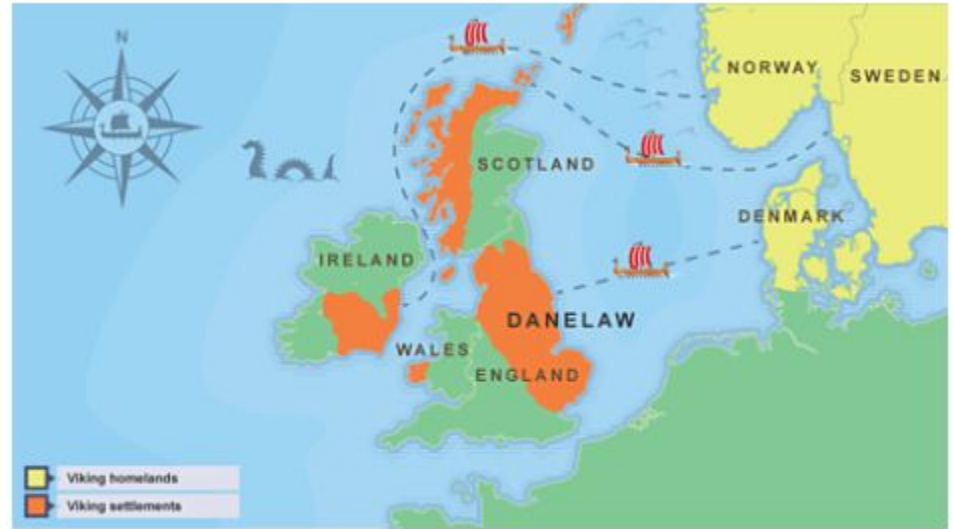 N
NORWAY
SWEDEN
SCOTLAND
DENMARK
IRELAND
DANELAW
WALES
ENGLAND
Viking homelands
Viking settlements